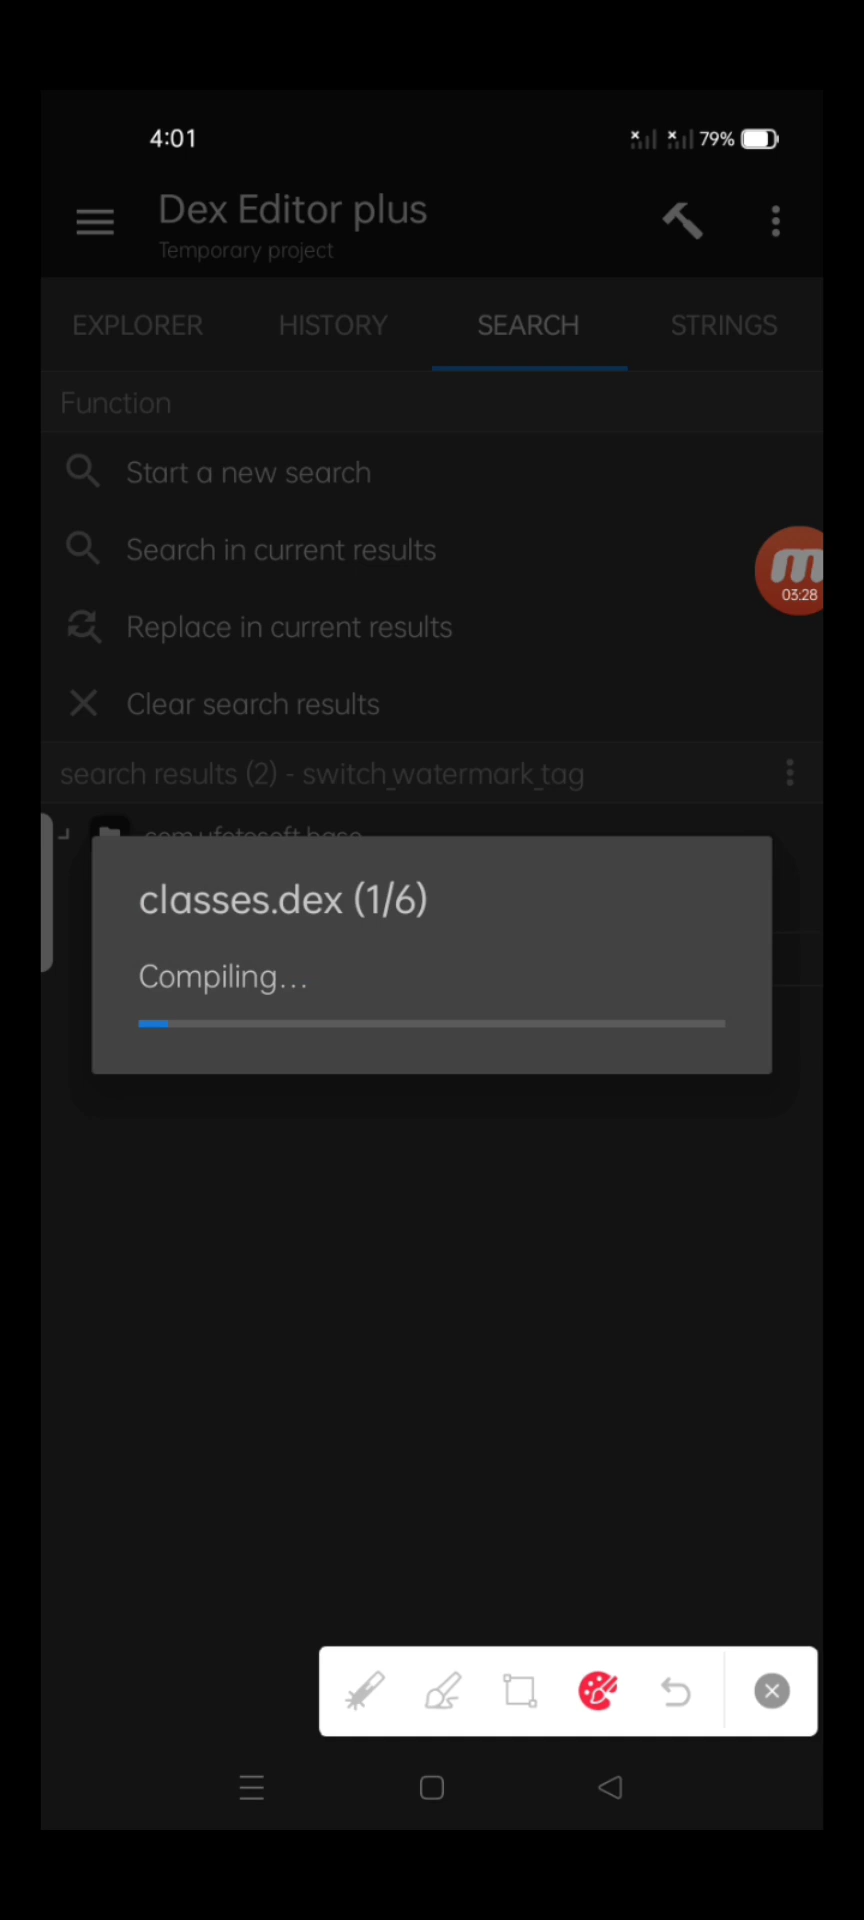 4:01
79%
Dex Editor plus
Temporary project
EXPLORER HISTORY SEARCH STRINGS
Function
Start a new search
Search in current results
m
03:28
Replace in current results
Clear search results
search results (2) - switch_watermark_tag
com.ufotosoft.base
classes.dex (1/6)
Compiling...